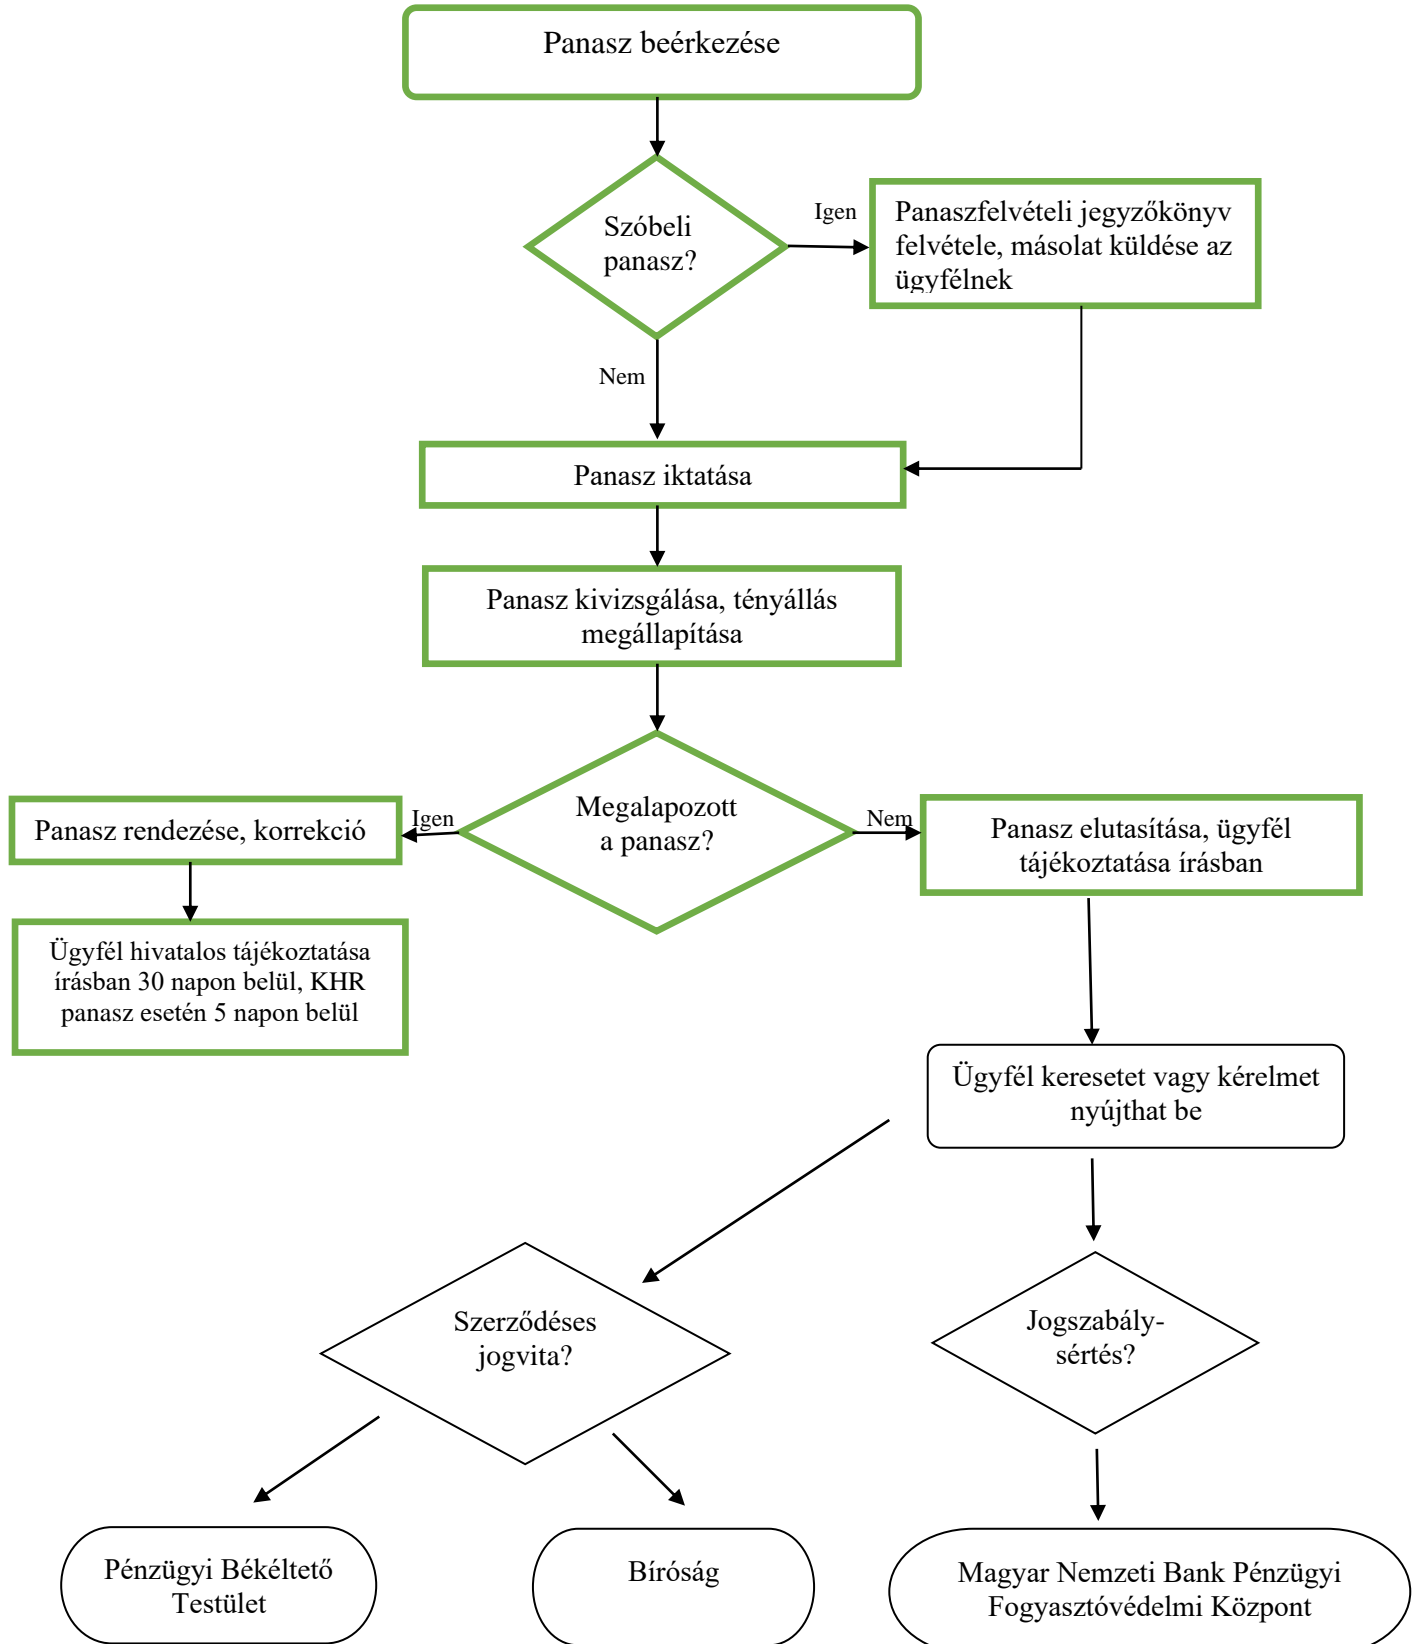 Panasz beérkezése
Szóbeli
panasz?
Igen
Panaszfelvételi jegyzőkönyv
felvétele, másolat küldése az
ügyfélnek
Nem
Panasz iktatása
Panasz kivizsgálása, tényállás
megállapítása
Megalapozott
a panasz?
Igen
Panasz rendezése, korrekció
Nem
Panasz elutasítása, ügyfél
tájékoztatása írásban
Ügyfél hivatalos tájékoztatása
írásban 30 napon belül, KHR
panasz esetén 5 napon belül
Ügyfél keresetet vagy kérelmet
nyújthat be
Szerződéses
jogvita?
Jogszabály-
sértés?
Pénzügyi Békéltető
Testület
Bíróság
Magyar Nemzeti Bank Pénzügyi
Fogyasztóvédelmi Központ